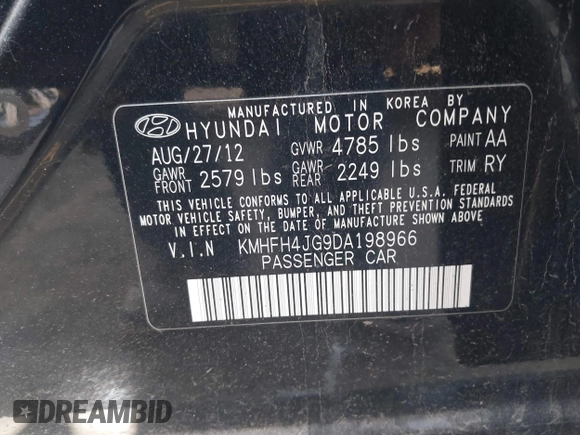 MANUFACTURED IN KOREA BY
HYUNDAI MOTOR COMPANY
AUG/27/12 GVWR 4785 lbs PAINT AA
GAWR FRONT 2579 lbs GAWR REAR 2249 lbs TRIM RY
THIS VEHICLE CONFORMS TO ALL APPLICABLE U.S.A. FEDERAL
MOTOR VEHICLE SAFETY, BUMPER, AND THEFT PREVENTION STANDARDS
IN EFFECT ON THE DATE OF MANUFACTURE SHOWN ABOVE.
V.I.N KMHFH4JG9DA198966
PASSENGER CAR
DREAMBID